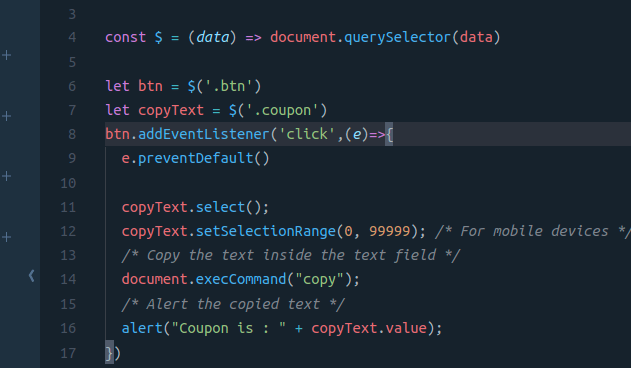 3
4 const $ = (data) => document.querySelector(data)
5
6 let btn = $('.btn')
7 let copyText = $('.coupon')
8 btn.addEventListener('click',(e)=>{
9 e.preventDefault()
10
11 copyText.select();
12 copyText.setSelectionRange(0, 99999); /* For mobile devices */
13 /* Copy the text inside the text field */
14 document.execCommand("copy");
15 /* Alert the copied text */
16 alert("Coupon is : " + copyText.value);
17 })